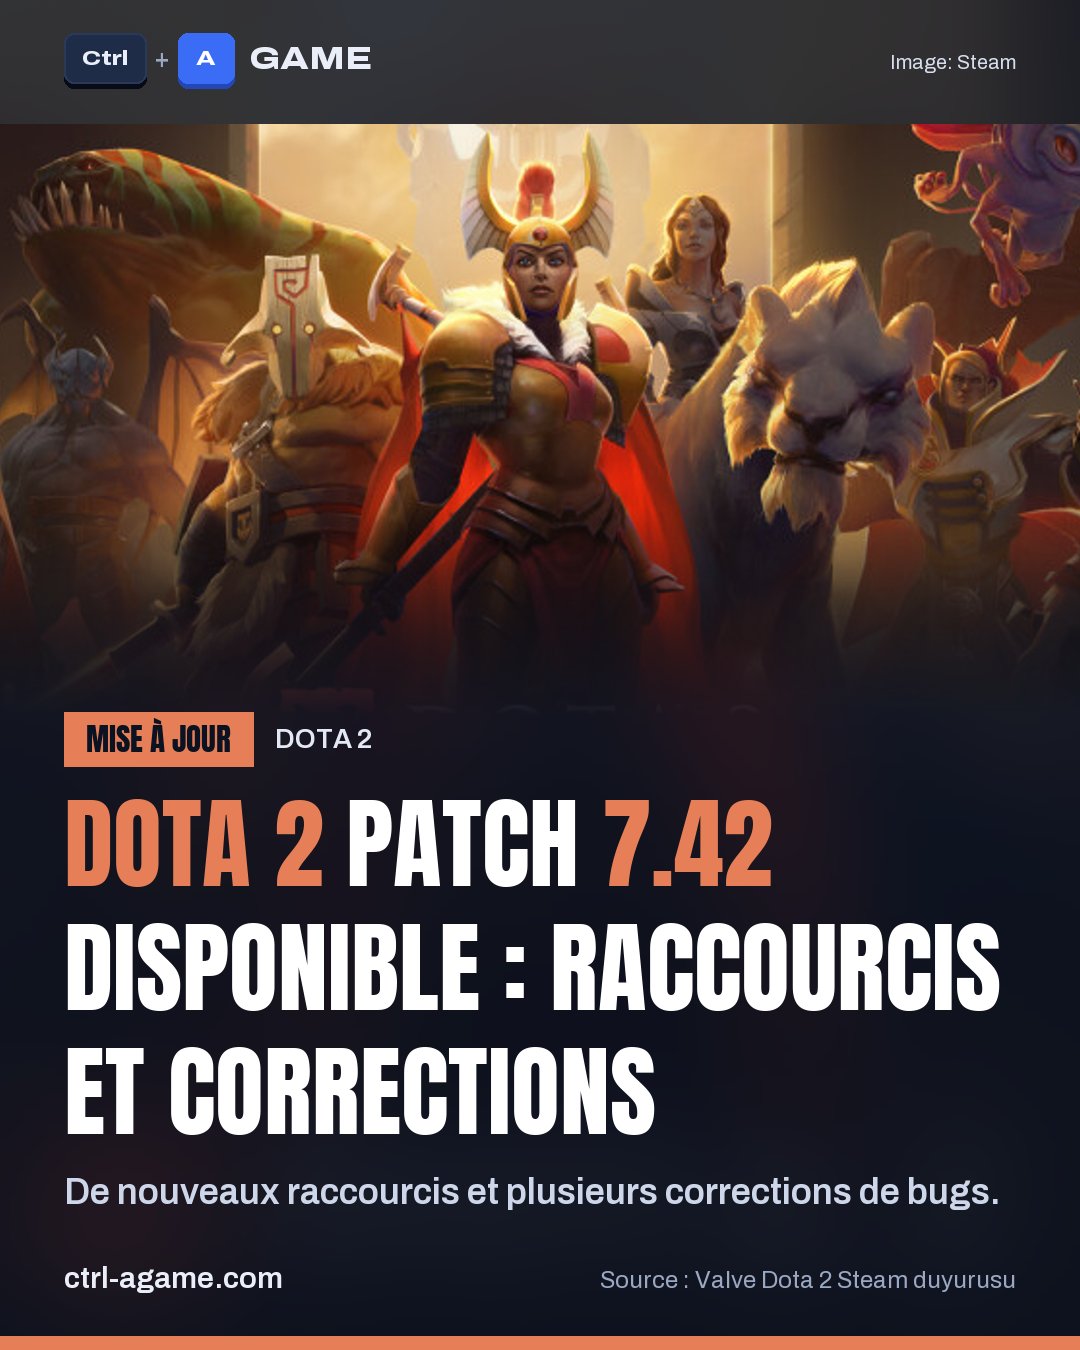 Ctrl + A GAME
Image: Steam
MISE À JOUR DOTA 2
DOTA 2 PATCH 7.42
DISPONIBLE : RACCOURCIS
ET CORRECTIONS
De nouveaux raccourcis et plusieurs corrections de bugs.
ctrl-agame.com
Source : Valve Dota 2 Steam duyurusu